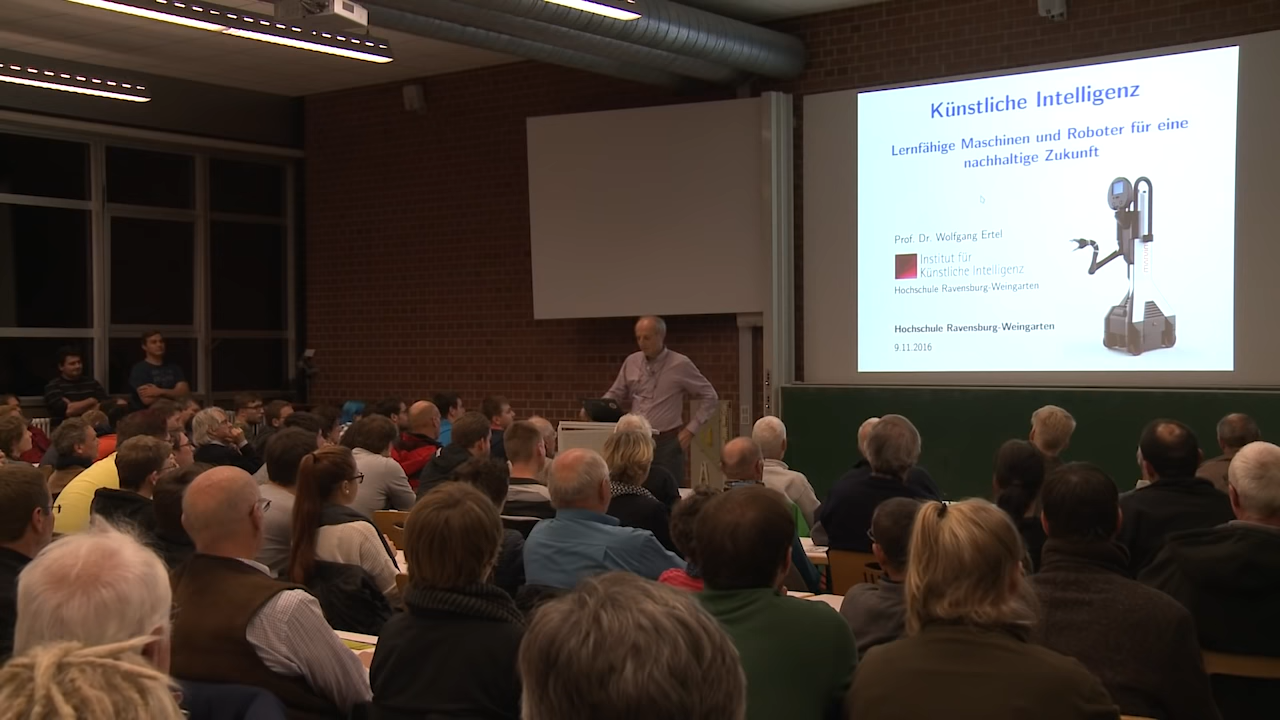 Künstliche Intelligenz
Lernfähige Maschinen und Roboter für eine
nachhaltige Zukunft
Prof. Dr. Wolfgang Ertel
Institut für
Künstliche Intelligenz
Hochschule Ravensburg-Weingarten
Hochschule Ravensburg-Weingarten
9.11.2016